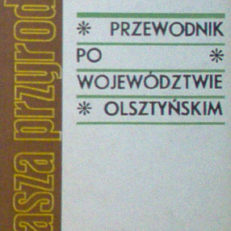 * PRZEWODNIK
PO *
WOJEWÓDZTWIE
* OLSZTYŃSKIM
asza przyrod